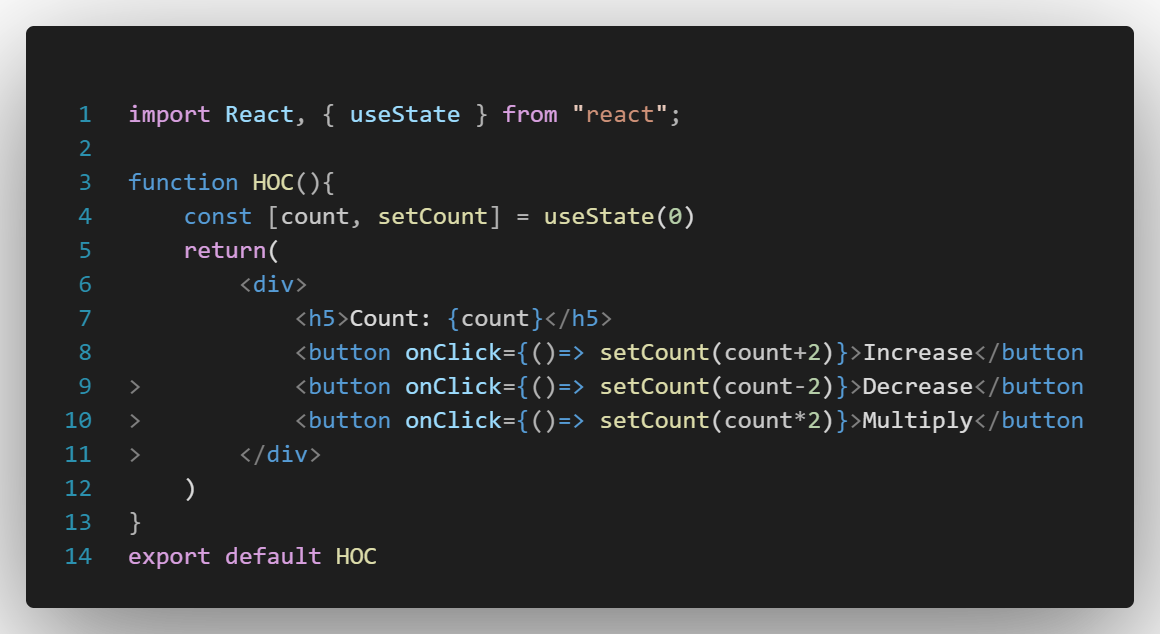 1 import React, { useState } from "react";
2
3 function HOC(){
4     const [count, setCount] = useState(0)
5     return(
6         <div>
7             <h5>Count: {count}</h5>
8             <button onClick={()=> setCount(count+2)}>Increase</button
9 >           <button onClick={()=> setCount(count-2)}>Decrease</button
10 >           <button onClick={()=> setCount(count*2)}>Multiply</button
11 >       </div>
12     )
13 }
14 export default HOC